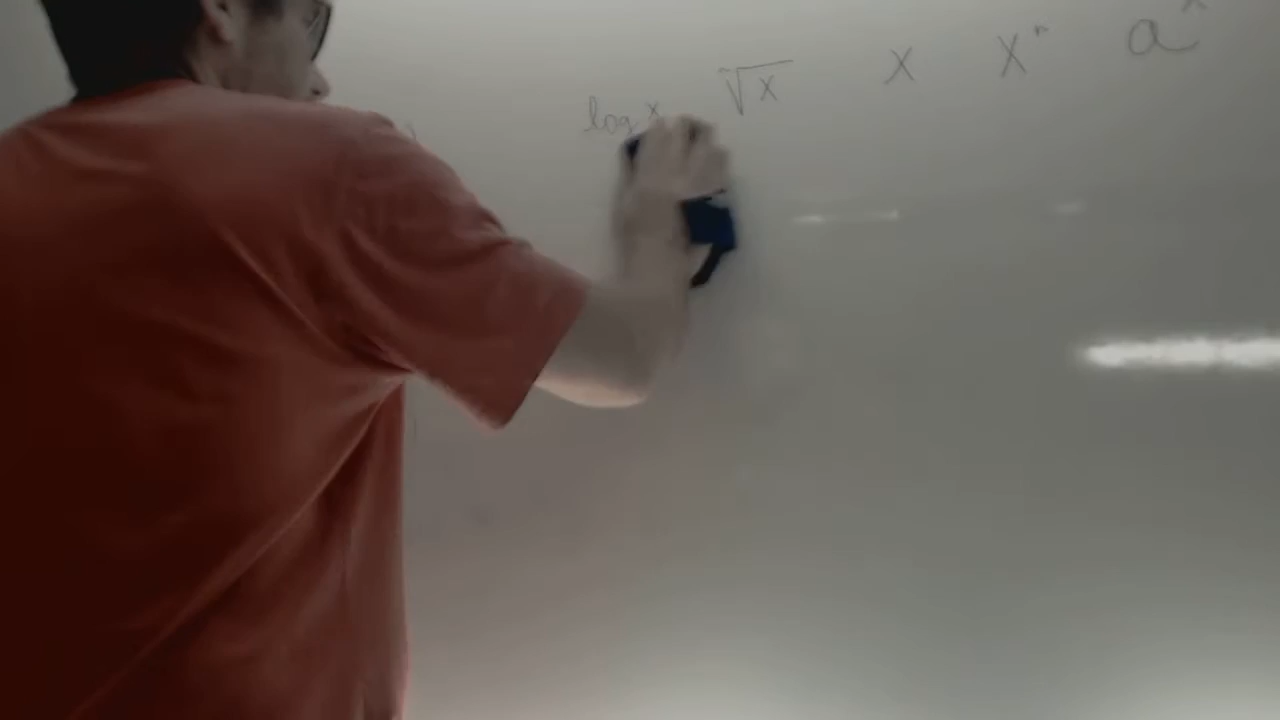 log x ⁿ√x x xⁿ aˣ